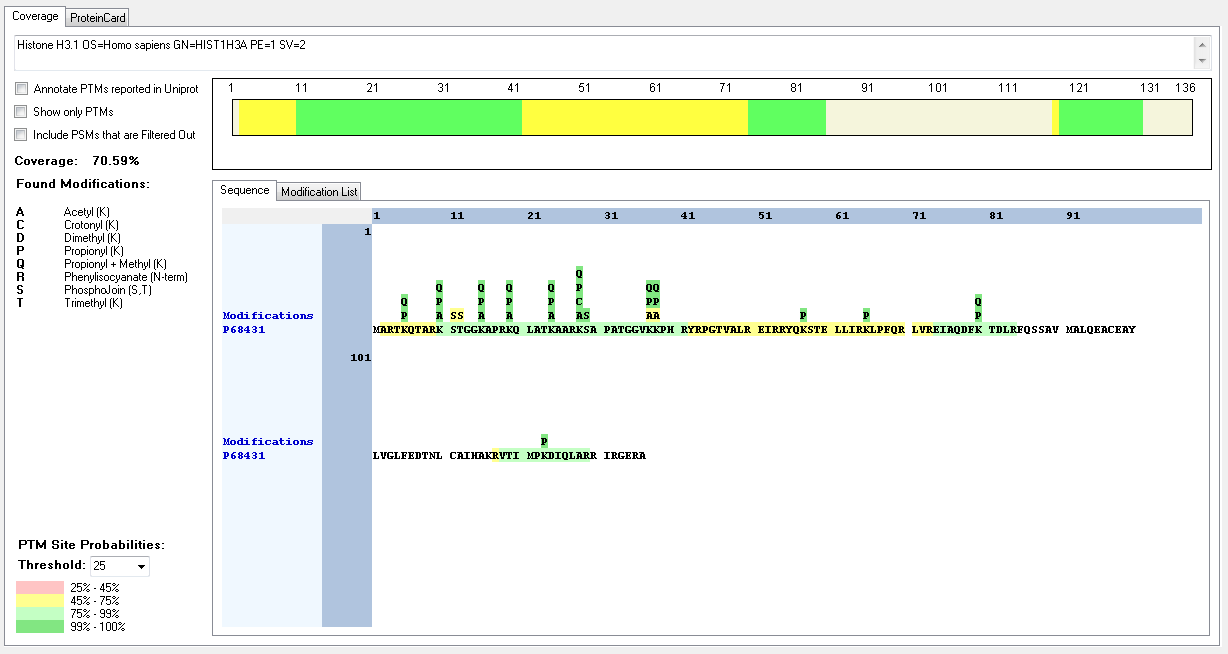 Coverage ProteinCard
Histone H3.1 OS=Homo sapiens GN=HIST1H3A PE=1 SV=2
Annotate PTMs reported in Uniprot
Show only PTMs
Include PSMs that are Filtered Out
Coverage: 70.59%
Found Modifications:
A Acetyl (K)
C Crotonyl (K)
D Dimethyl (K)
P Propionyl (K)
Q Propionyl + Methyl (K)
R Phenylisocyanate (N-term)
S PhosphoJoin (S,T)
T Trimethyl (K)
1 11 21 31 41 51 61 71 81 91 101 111 121 131 136
Sequence Modification List
1 11 21 31 41 51 61 71 81 91
1
Q
Q Q Q Q P QQ
Q P P P P C PP Q
P A A A A AS AA P P P
Modifications SS
P68431 MARTKQTARK STGGKAPRKQ LATKAARKSA PATGGVKKPH RYRPGTVALR EIRRYQKSTE LLIRKLPFQR LVREIAQDFK TDLRFQSSAV MALQEACEAY
101
Modifications P
P68431 LVGLFEDTNL CAIHAKRVTI MPKDIQLARR IRGERA
PTM Site Probabilities:
Threshold: 25
25% - 45%
45% - 75%
75% - 99%
99% - 100%